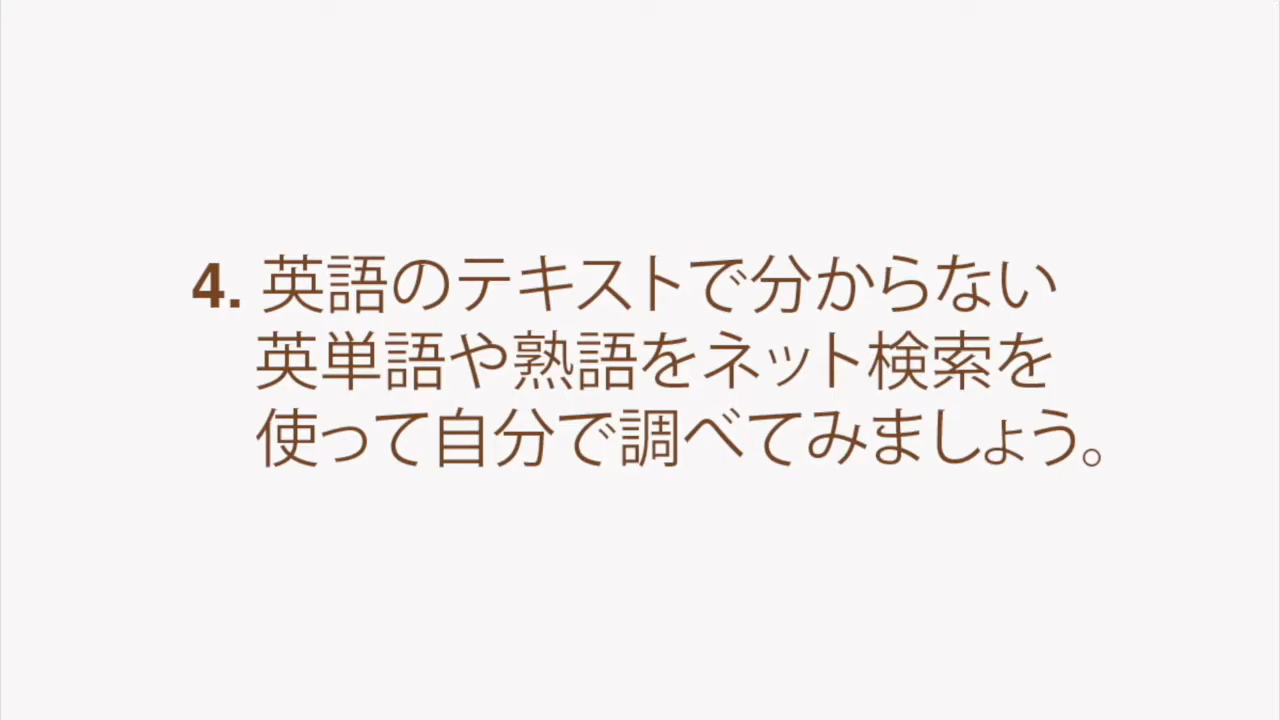 4. 英語のテキストで分からない
英単語や熟語をネット検索を
使って自分で調べてみましょう。